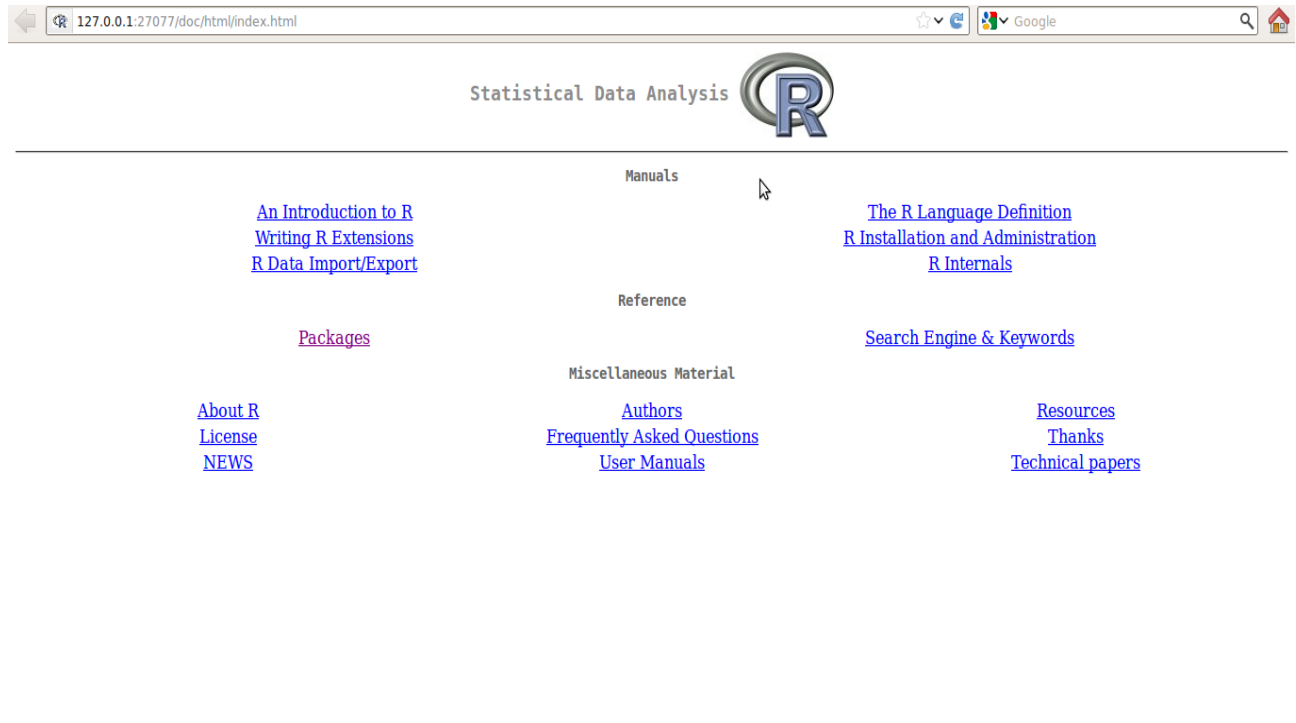 127.0.0.1:27077/doc/html/index.html Google
Statistical Data Analysis R
Manuals
An Introduction to R The R Language Definition
Writing R Extensions R Installation and Administration
R Data Import/Export R Internals
Reference
Packages Search Engine & Keywords
Miscellaneous Material
About R Authors Resources
License Frequently Asked Questions Thanks
NEWS User Manuals Technical papers